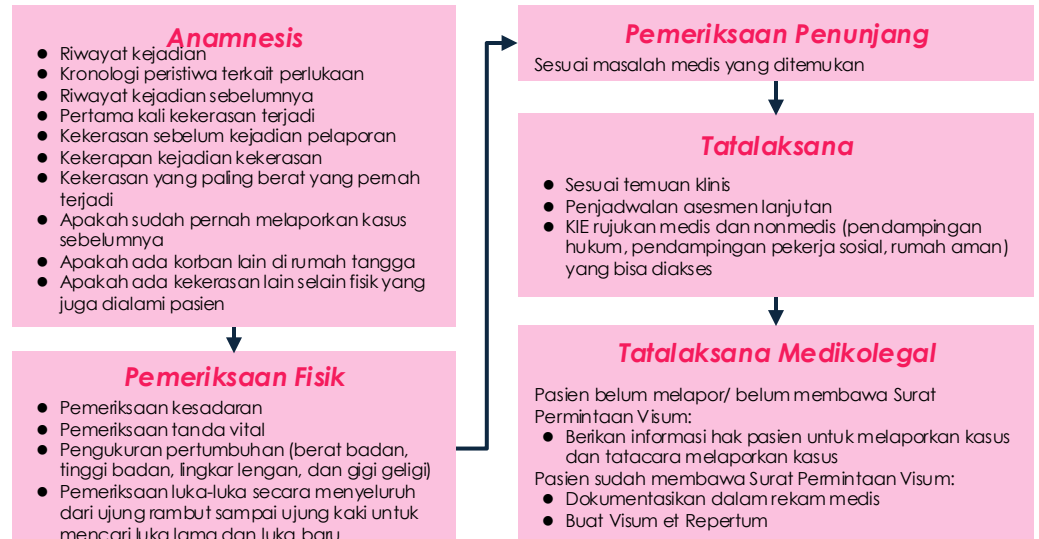 Anamnesis
● Riwayat kejadian
● Kronologi peristiwa terkait perlukaan
● Riwayat kejadian sebelumnya
● Pertama kali kekerasan terjadi
● Kekerasan sebelum kejadian pelaporan
● Kekerapan kejadian kekerasan
● Kekerasan yang paling berat yang pernah
terjadi
● Apakah sudah pernah melaporkan kasus
sebelumnya
● Apakah ada korban lain di rumah tangga
● Apakah ada kekerasan lain selain fisik yang
juga dialami pasien
Pemeriksaan Fisik
● Pemeriksaan kesadaran
● Pemeriksaan tanda vital
● Pengukuran pertumbuhan (berat badan,
tinggi badan, lingkar lengan, dan gigi geligi)
● Pemeriksaan luka-luka secara menyeluruh
dari ujung rambut sampai ujung kaki untuk
mencari luka lama dan luka baru
Pemeriksaan Penunjang
Sesuai masalah medis yang ditemukan
Tatalaksana
● Sesuai temuan klinis
● Penjadwalan asesmen lanjutan
● KIE rujukan medis dan nonmedis (pendampingan
hukum, pendampingan pekerja sosial, rumah aman)
yang bisa diakses
Tatalaksana Medikolegal
Pasien belum melapor/ belum membawa Surat
Permintaan Visum:
● Berikan informasi hak pasien untuk melaporkan kasus
dan tatacara melaporkan kasus
Pasien sudah membawa Surat Permintaan Visum:
● Dokumentasikan dalam rekam medis
● Buat Visum et Repertum